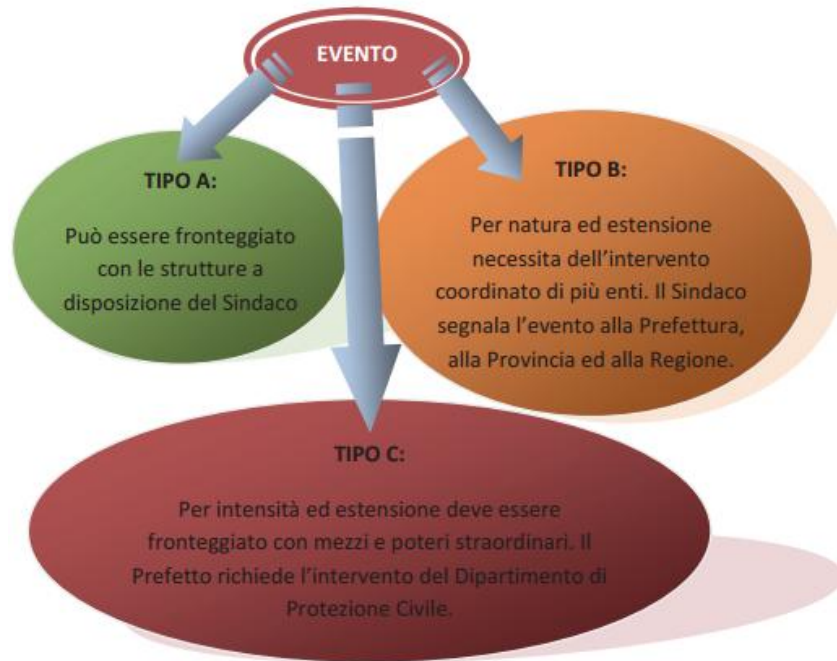 EVENTO
TIPO A:
Può essere fronteggiato
con le strutture a
disposizione del Sindaco
TIPO B:
Per natura ed estensione
necessita dell’intervento
coordinato di più enti. Il Sindaco
segnala l’evento alla Prefettura,
alla Provincia ed alla Regione.
TIPO C:
Per intensità ed estensione deve essere
fronteggiato con mezzi e poteri straordinari. Il
Prefetto richiede l’intervento del Dipartimento di
Protezione Civile.